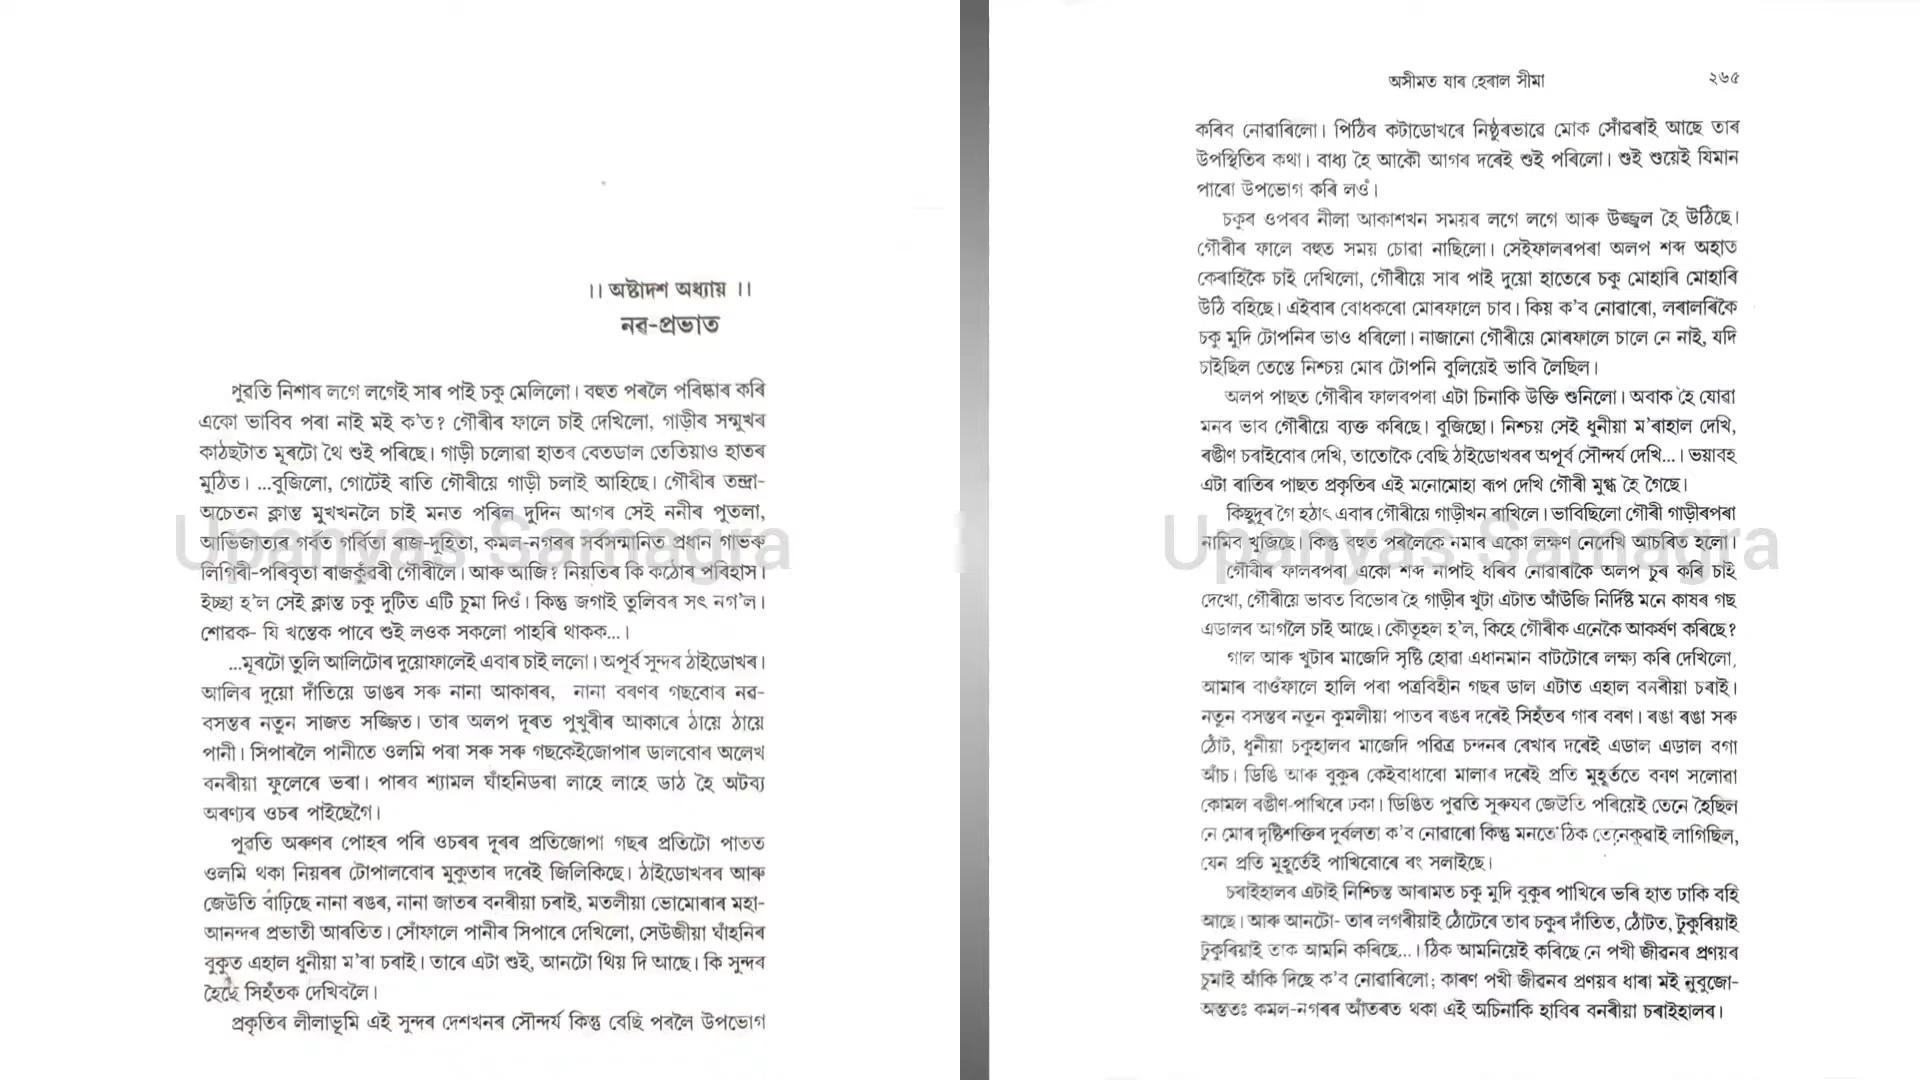 ।। অষ্টাদশ অধ্যায় ।।
নৱ-প্ৰভাত
পুৱতি নিশাৰ লগে লগেই সাৰ পাই চকু মেলিলো। বহুত পৰলৈ পৰিষ্কাৰ কৰি
একো ভাবিব পৰা নাই মই ক'ত? গৌৰীৰ ফালে চাই দেখিলো, গাড়ীৰ সন্মুখৰ
কাঠছটাত মূৰটো থৈ শুই পৰিছে। গাড়ী চলোৱা হাতৰ বেতডাল তেতিয়াও হাতৰ
মুঠিত। ...বুজিলো, গোটেই ৰাতি গৌৰীয়ে গাড়ী চলাই আহিছে। গৌৰীৰ তন্দ্ৰা-
অচেতন ক্লান্ত মুখখনলৈ চাই মনত পৰিল দুদিন আগৰ সেই ননীৰ পুতলা,
আভিজাত্যৰ গৰ্বত গৰ্বিতা ৰাজ-দুহিতা, কমল-নগৰৰ সৰ্বসন্মানিত প্ৰধান গাভৰু
লিগিৰী-পৰিবৃতা ৰাজকুঁৱৰী গৌৰীলৈ। আৰু আজি? নিয়তিৰ কি কঠোৰ পৰিহাস।
ইচ্ছা হ'ল সেই ক্লান্ত চকু দুটিত এটি চুমা দিওঁ। কিন্তু জগাই তুলিবৰ সৎ নগ'ল।
শোৱক- যি খন্তেক পাৰে শুই লওক সকলো পাহৰি থাকক...।
...মূৰটো তুলি আলিটোৰ দুয়োফালেই এবাৰ চাই ললো। অপূৰ্ব সুন্দৰ ঠাইডোখৰ।
আলিৰ দুয়ো দাঁতিয়ে ডাঙৰ সৰু নানা আকাৰৰ, নানা বৰণৰ গছবোৰ নৱ-
বসন্তৰ নতুন সাজত সজ্জিত। তাৰ অলপ দূৰত পুখুৰীৰ আকাৰে ঠায়ে ঠায়ে
পানী। সিপাৰলৈ পানীতে ওলমি পৰা সৰু সৰু গছকেইজোপাৰ ডালবোৰ অলেখ
বনৰীয়া ফুলেৰে ভৰা। পাৰৰ শ্যামল ঘাঁহনিডৰা লাহে লাহে ডাঠ হৈ অটব্য
অৰণ্যৰ ওচৰ পাইছেগৈ।
পুৱতি অৰুণৰ পোহৰ পৰি ওচৰৰ দূৰৰ প্ৰতিজোপা গছৰ প্ৰতিটো পাতত
ওলমি থকা নিয়ৰৰ টোপালবোৰ মুকুতাৰ দৰেই জিলিকিছে। ঠাইডোখৰৰ আৰু
জেউতি বাঢ়িছে নানা ৰঙৰ, নানা জাতৰ বনৰীয়া চৰাই, মতলীয়া ভোমোৰাৰ মহা-
আনন্দৰ প্ৰভাতী আৰতিত। সোঁফালে পানীৰ সিপাৰে দেখিলো, সেউজীয়া ঘাঁহনিৰ
বুকুত এহাল ধুনীয়া ম'ৰা চৰাই। তাৰে এটা শুই, আনটো থিয় দি আছে। কি সুন্দৰ
হৈছে সিহঁতক দেখিবলৈ।
প্ৰকৃতিৰ লীলাভূমি এই সুন্দৰ দেশখনৰ সৌন্দৰ্য কিন্তু বেছি পৰলৈ উপভোগ
অসীমত যাৰ হেৰাল সীমা ২৬৫
কৰিব নোৱাৰিলো। পিঠিৰ কটাডোখৰে নিষ্ঠুৰভাৱে মোক সোঁৱৰাই আছে তাৰ
উপস্থিতিৰ কথা। বাধ্য হৈ আকৌ আগৰ দৰেই শুই পৰিলো। শুই শুয়েই যিমান
পাৰো উপভোগ কৰি লওঁ।
চকুৰ ওপৰৰ নীলা আকাশখন সময়ৰ লগে লগে আৰু উজ্জ্বল হৈ উঠিছে।
গৌৰীৰ ফালে বহুত সময় চোৱা নাছিলো। সেইফালৰপৰা অলপ শব্দ অহাত
কেৰাহিকৈ চাই দেখিলো, গৌৰীয়ে সাৰ পাই দুয়ো হাতেৰে চকু মোহাৰি মোহাৰি
উঠি বহিছে। এইবাৰ বোধকৰো মোৰফালে চাব। কিয় ক'ব নোৱাৰো, লৰালৰিকৈ
চকু মুদি টোপনিৰ ভাও ধৰিলো। নাজানো গৌৰীয়ে মোৰফালে চালে নে নাই, যদি
চাইছিল তেন্তে নিশ্চয় মোৰ টোপনি বুলিয়েই ভাবি লৈছিল।
অলপ পাছত গৌৰীৰ ফালৰপৰা এটা চিনাকি উক্তি শুনিলো। অবাক হৈ যোৱা
মনৰ ভাব গৌৰীয়ে ব্যক্ত কৰিছে। বুজিছো। নিশ্চয় সেই ধুনীয়া ম'ৰাহাল দেখি,
ৰঙীণ চৰাইবোৰ দেখি, তাতোকৈ বেছি ঠাইডোখৰৰ অপূৰ্ব সৌন্দৰ্য দেখি...। ভয়াবহ
এটা ৰাতিৰ পাছত প্ৰকৃতিৰ এই মনোমোহা ৰূপ দেখি গৌৰী মুগ্ধ হৈ গৈছে।
কিছুদূৰ গৈ হঠাৎ এবাৰ গৌৰীয়ে গাড়ীখন ৰাখিলে। ভাবিছিলো গৌৰী গাড়ীৰপৰা
নামিব খুজিছে। কিন্তু বহুত পৰলৈকে নমাৰ একো লক্ষণ নেদেখি আচৰিত হলো।
গৌৰীৰ ফালৰপৰা একো শব্দ নাপাই ধৰিব নোৱাৰাকৈ অলপ চুৰ কৰি চাই
দেখো, গৌৰীয়ে ভাবত বিভোৰ হৈ গাড়ীৰ খুটা এটাত আঁউজি নিৰ্দিষ্ট মনে কাষৰ গছ
এডালৰ আগলৈ চাই আছে। কৌতূহল হ'ল, কিহে গৌৰীক এনেকৈ আকৰ্ষণ কৰিছে?
গাল আৰু খুটাৰ মাজেদি সৃষ্টি হোৱা এধানমান বাটটোৰে লক্ষ্য কৰি দেখিলো,
আমাৰ বাওঁফালে হালি পৰা পত্ৰবিহীন গছৰ ডাল এটাত এহাল বনৰীয়া চৰাই।
নতুন বসন্তৰ নতুন কুমলীয়া পাতৰ ৰঙৰ দৰেই সিহঁতৰ গাৰ বৰণ। ৰঙা ৰঙা সৰু
ঠোঁট, ধুনীয়া চকুহালৰ মাজেদি পৱিত্ৰ চন্দনৰ ৰেখাৰ দৰেই এডাল এডাল বগা
আঁচ। ডিঙি আৰু বুকুৰ কেইবাধাৰো মালাৰ দৰেই প্ৰতি মুহূৰ্ততে বৰণ সলোৱা
কোমল ৰঙীণ-পাখিৰে ঢকা। ডিঙিত পুৱতি সুৰুযৰ জেউতি পৰিয়েই তেনে হৈছিল
নে মোৰ দৃষ্টিশক্তিৰ দুৰ্বলতা ক'ব নোৱাৰো কিন্তু মনতে ঠিক তেনেকুৱাই লাগিছিল,
যেন প্ৰতি মুহূৰ্তেই পাখিবোৰে ৰং সলাইছে।
চৰাইহালৰ এটাই নিশ্চিন্ত আৰামত চকু মুদি বুকুৰ পাখিৰে ভৰি হাত ঢাকি বহি
আছে। আৰু আনটো- তাৰ লগৰীয়াই ঠোঁটেৰে তাৰ চকুৰ দাঁতিত, ঠোঁটত, টুকুৰিয়াই
টুকুৰিয়াই তাক আমনি কৰিছে...। ঠিক আমনিয়েই কৰিছে নে পখী জীৱনৰ প্ৰণয়ৰ
চুমাই আঁকি দিছে ক'ব নোৱাৰিলো; কাৰণ পখী জীৱনৰ প্ৰণয়ৰ ধাৰা মই নুবুজো-
অন্ততঃ কমল-নগৰৰ আঁতৰত থকা এই অচিনাকি হাবিৰ বনৰীয়া চৰাইহালৰ।
Upanyas Samagra
Upanyas Samagra